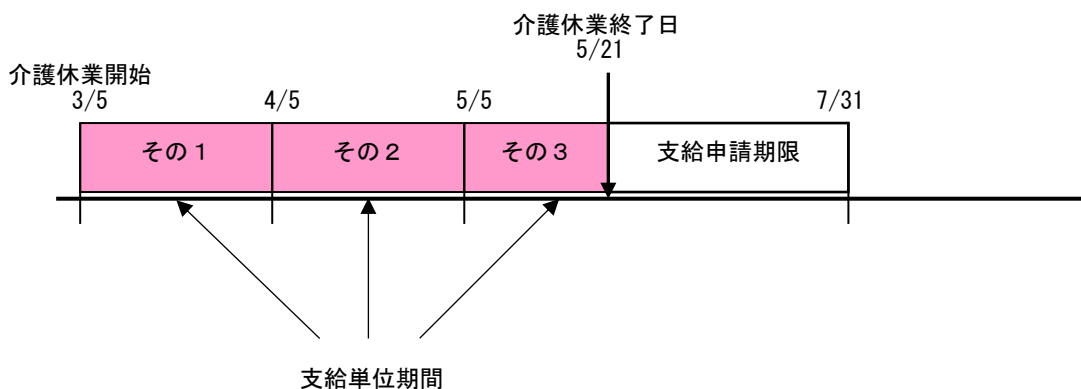 介護休業終了日
5/21
介護休業開始
3/5
4/5
5/5
7/31
その１
その２
その３
支給申請期限
支給単位期間